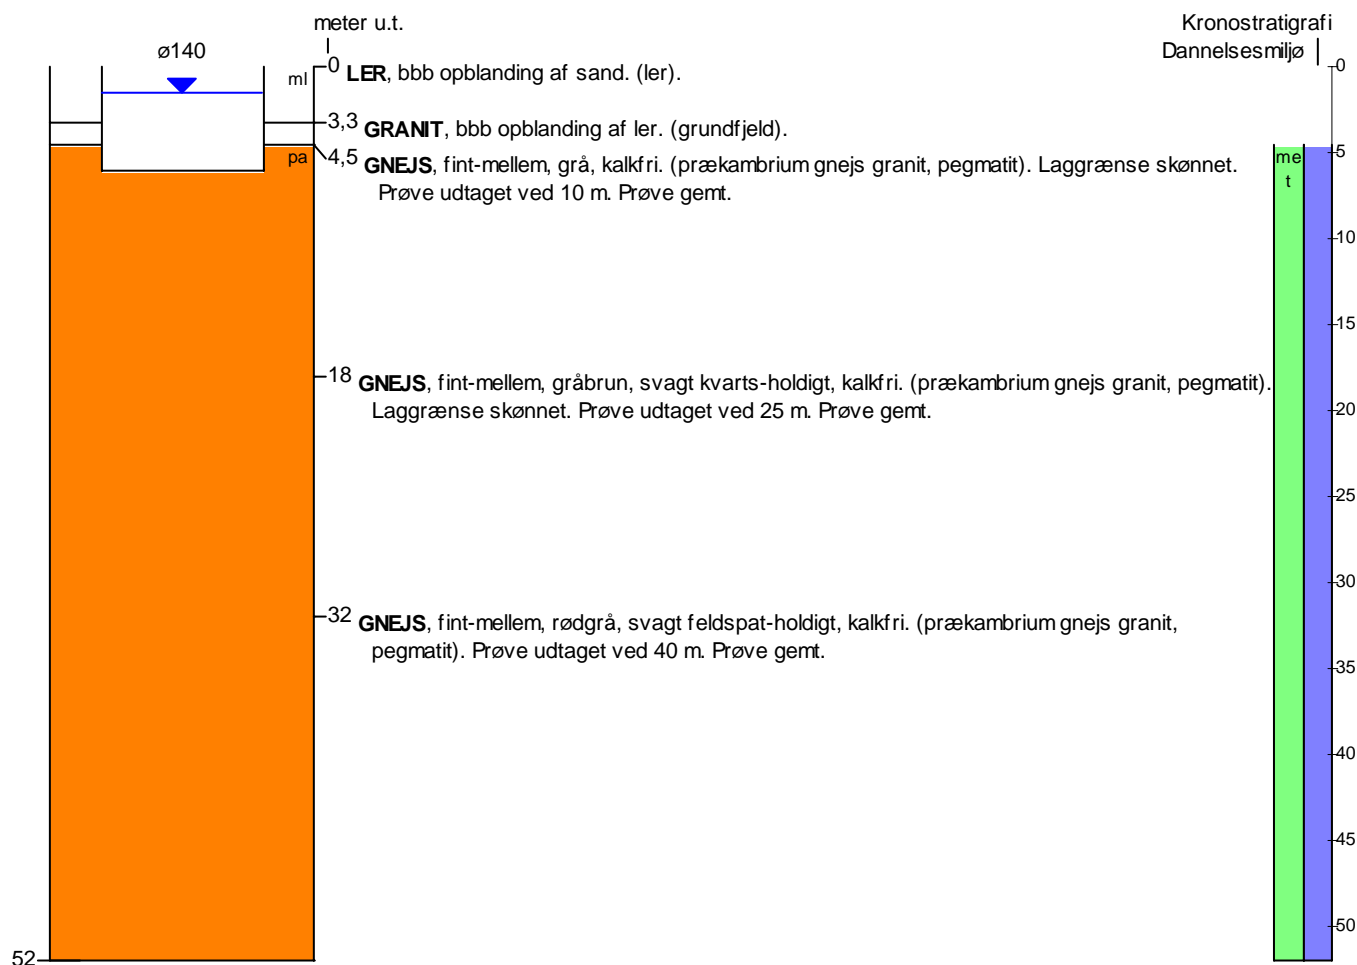 meter u.t.
Kronostratigrafi
ø140
Dannelsesmiljø
ml
0 LER, bbb opblanding af sand. (ler).
0
3,3 GRANIT, bbb opblanding af ler. (grundfjeld).
pa
4,5 GNEJS, fint-mellem, grå, kalkfri. (prækambrium gnejs granit, pegmatit). Laggrænse skønnet.
Prøve udtaget ved 10 m. Prøve gemt.
me
t
5
10
15
18 GNEJS, fint-mellem, gråbrun, svagt kvarts-holdigt, kalkfri. (prækambrium gnejs granit, pegmatit).
Laggrænse skønnet. Prøve udtaget ved 25 m. Prøve gemt.
20
25
30
32 GNEJS, fint-mellem, rødgrå, svagt feldspat-holdigt, kalkfri. (prækambrium gnejs granit,
pegmatit). Prøve udtaget ved 40 m. Prøve gemt.
35
40
45
50
52